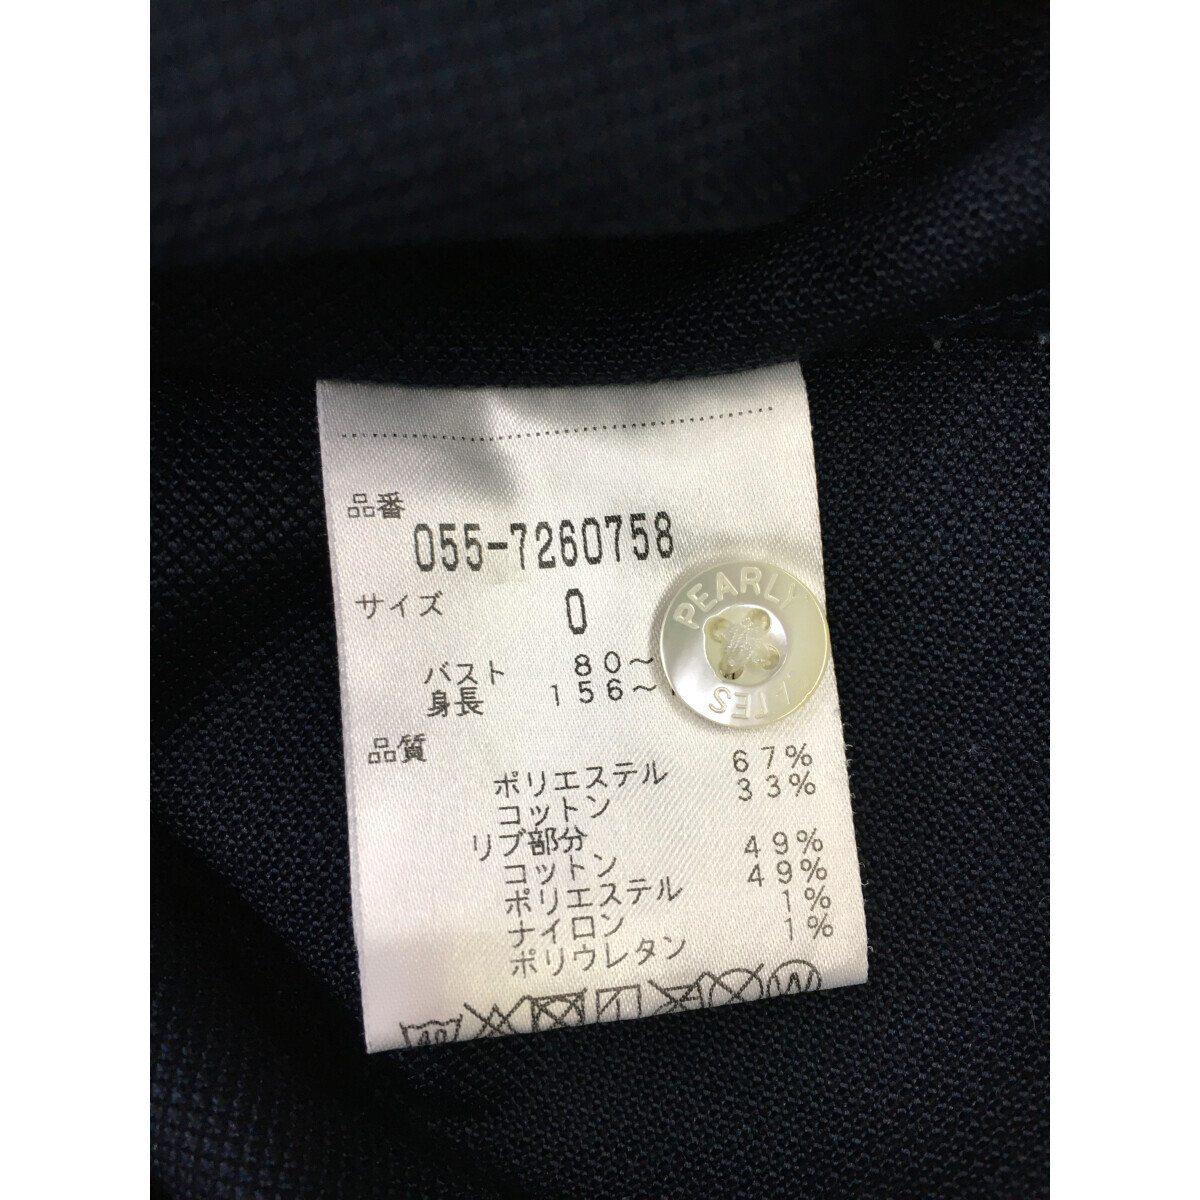 品番
055-7260758
サイズ 0
バスト 80~
身長 156~
品質
ポリエステル 67%
コットン 33%
リブ部分
コットン 49%
ポリエステル 49%
ナイロン 1%
ポリウレタン 1%
40
W
PEARLY
GATES